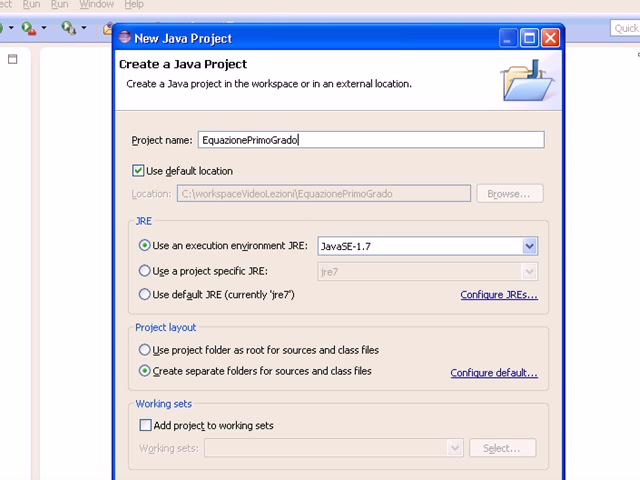 ect Run Run Window Help
Quick
New Java Project
Create a Java Project
Create a Java project in the workspace or in an external location.
Project name: EquazionePrimoGrado
Use default location
Location: C:\workspaceVideoLezioni\EquazionePrimoGrado Browse...
JRE
Use an execution environment JRE: JavaSE-1.7
Use a project specific JRE: jre7
Use default JRE (currently 'jre7') Configure JREs...
Project layout
Use project folder as root for sources and class files
Create separate folders for sources and class files Configure default...
Working sets
Add project to working sets
Working sets: Select...